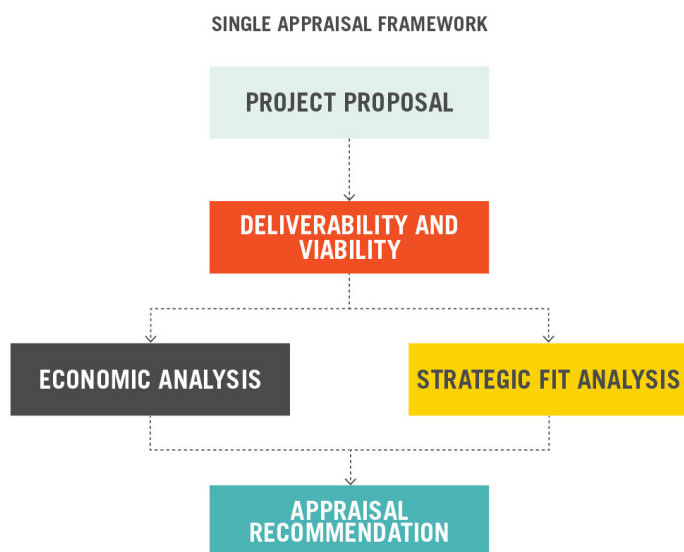 SINGLE APPRAISAL FRAMEWORK
PROJECT PROPOSAL
DELIVERABILITY AND
VIABILITY
ECONOMIC ANALYSIS
STRATEGIC FIT ANALYSIS
APPRAISAL
RECOMMENDATION